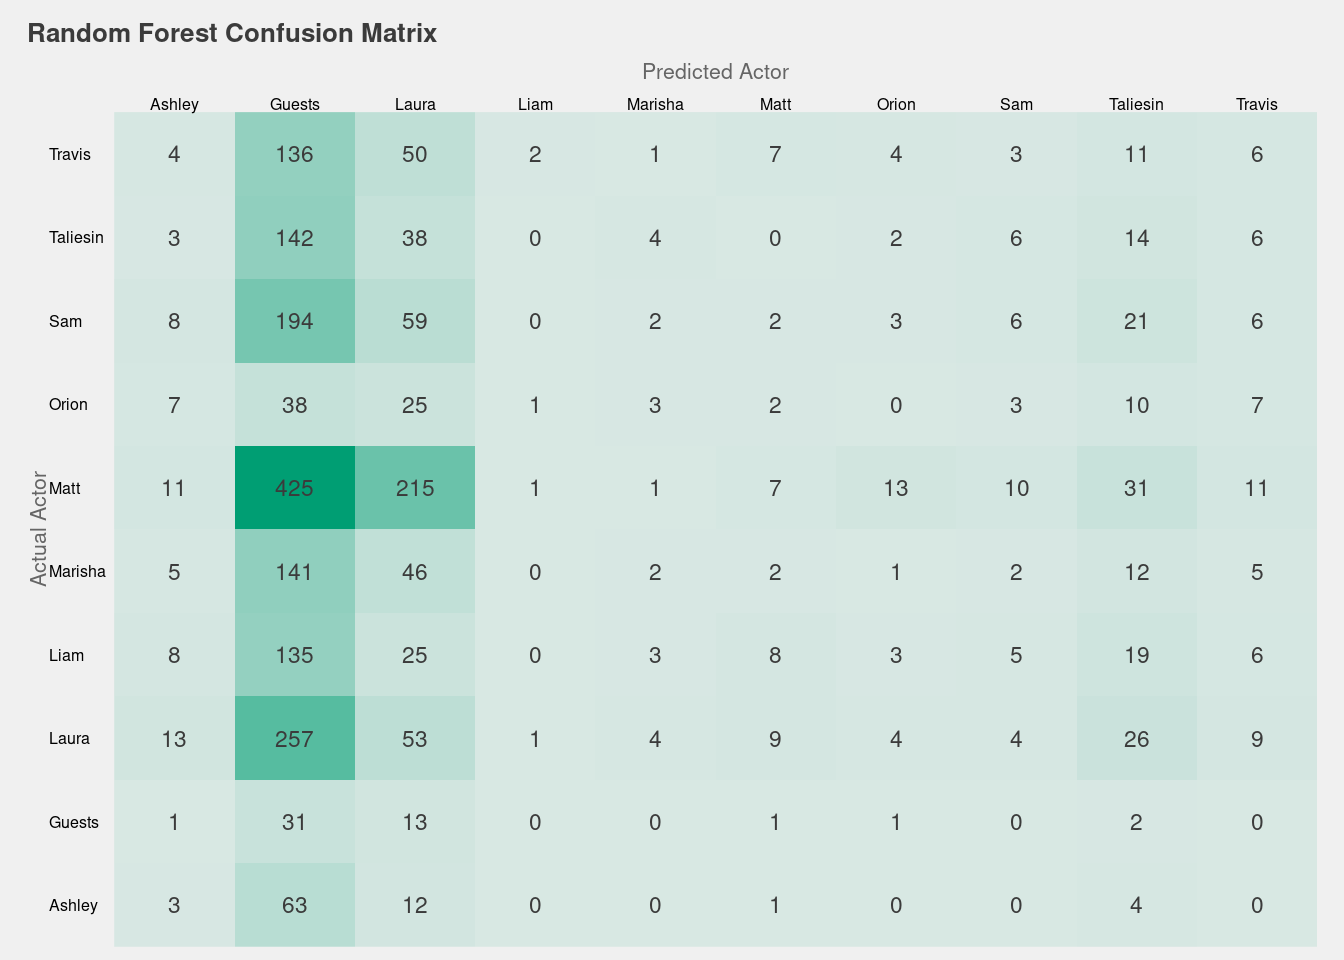 Random Forest Confusion Matrix
Predicted Actor
Ashley Guests Laura Liam Marisha Matt Orion Sam Taliesin Travis
Travis 4 136 50 2 1 7 4 3 11 6
Taliesin 3 142 38 0 4 0 2 6 14 6
Sam 8 194 59 0 2 2 3 6 21 6
Orion 7 38 25 1 3 2 0 3 10 7
Actual Actor
Matt 11 425 215 1 1 7 13 10 31 11
Marisha 5 141 46 0 2 2 1 2 12 5
Liam 8 135 25 0 3 8 3 5 19 6
Laura 13 257 53 1 4 9 4 4 26 9
Guests 1 31 13 0 0 1 1 0 2 0
Ashley 3 63 12 0 0 1 0 0 4 0